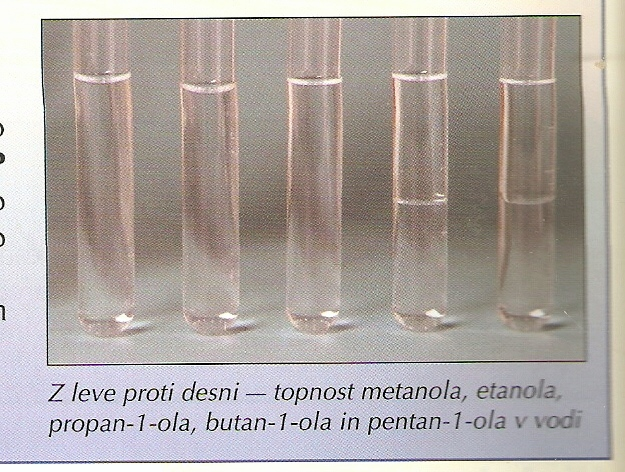 Z leve proti desni — topnost metanola, etanola,
propan-1-ola, butan-1-ola in pentan-1-ola v vodi